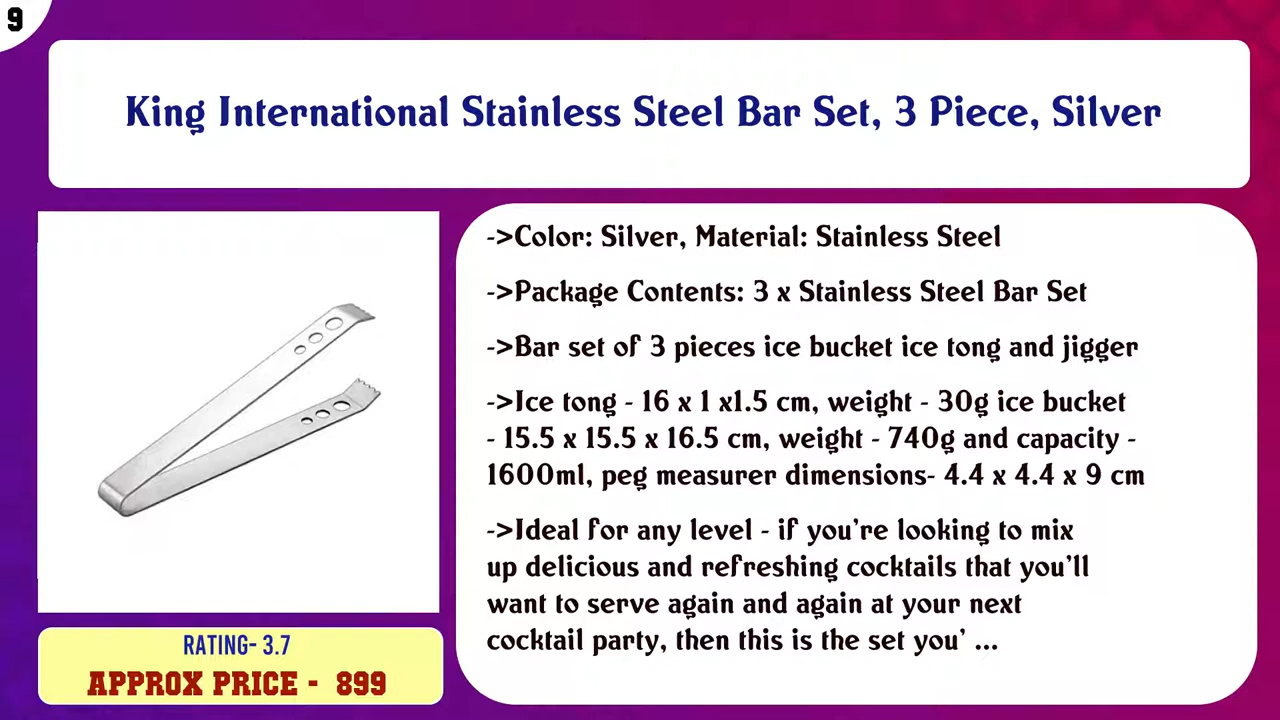 9
King International Stainless Steel Bar Set, 3 Piece, Silver
->Color: Silver, Material: Stainless Steel
->Package Contents: 3 x Stainless Steel Bar Set
->Bar set of 3 pieces ice bucket ice tong and jigger
->Ice tong - 16 x 1 x1.5 cm, weight - 30g ice bucket
- 15.5 x 15.5 x 16.5 cm, weight - 740g and capacity -
1600ml, peg measurer dimensions- 4.4 x 4.4 x 9 cm
->Ideal for any level - if you're looking to mix
up delicious and refreshing cocktails that you'll
want to serve again and again at your next
cocktail party, then this is the set you' ...
RATING- 3.7
APPROX PRICE - 899